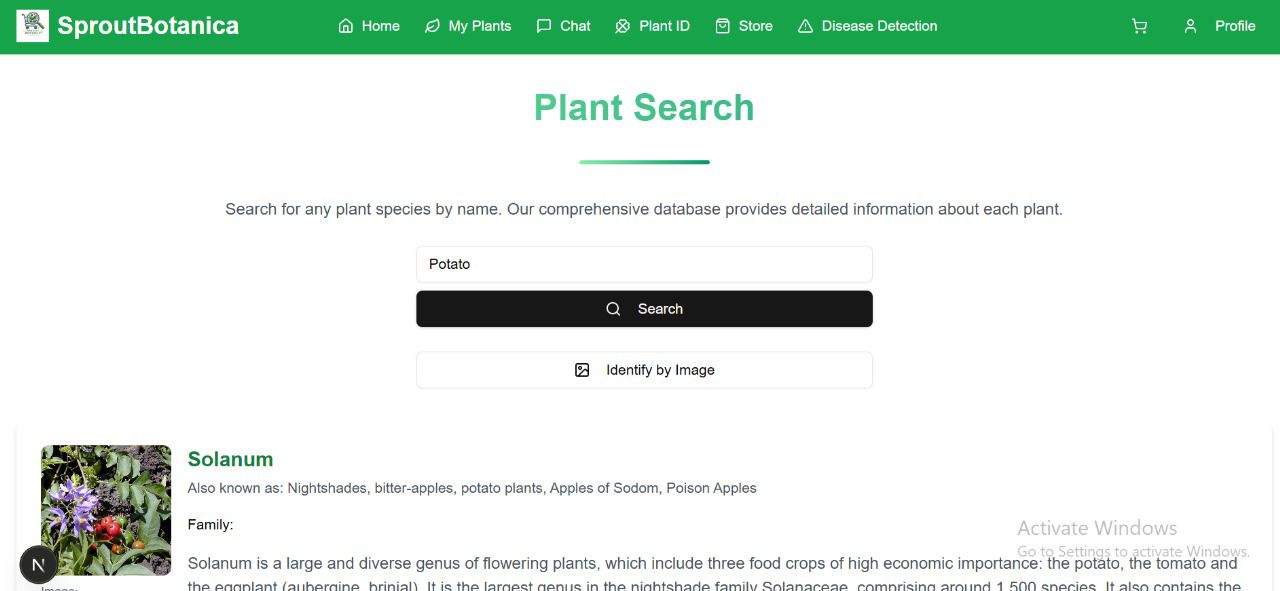 SproutBotanica
Home
My Plants
Chat
Plant ID
Store
Disease Detection
Profile
Plant Search
Search for any plant species by name. Our comprehensive database provides detailed information about each plant.
Potato
Search
Identify by Image
Solanum
Also known as: Nightshades, bitter-apples, potato plants, Apples of Sodom, Poison Apples
Family:
Activate Windows
Go to Settings to activate Windows.
Solanum is a large and diverse genus of flowering plants, which include three food crops of high economic importance: the potato, the tomato and
the eggplant (aubergine, brinjal). It is the largest genus in the nightshade family Solanaceae, comprising around 1,500 species. It also contains the
N
Image: